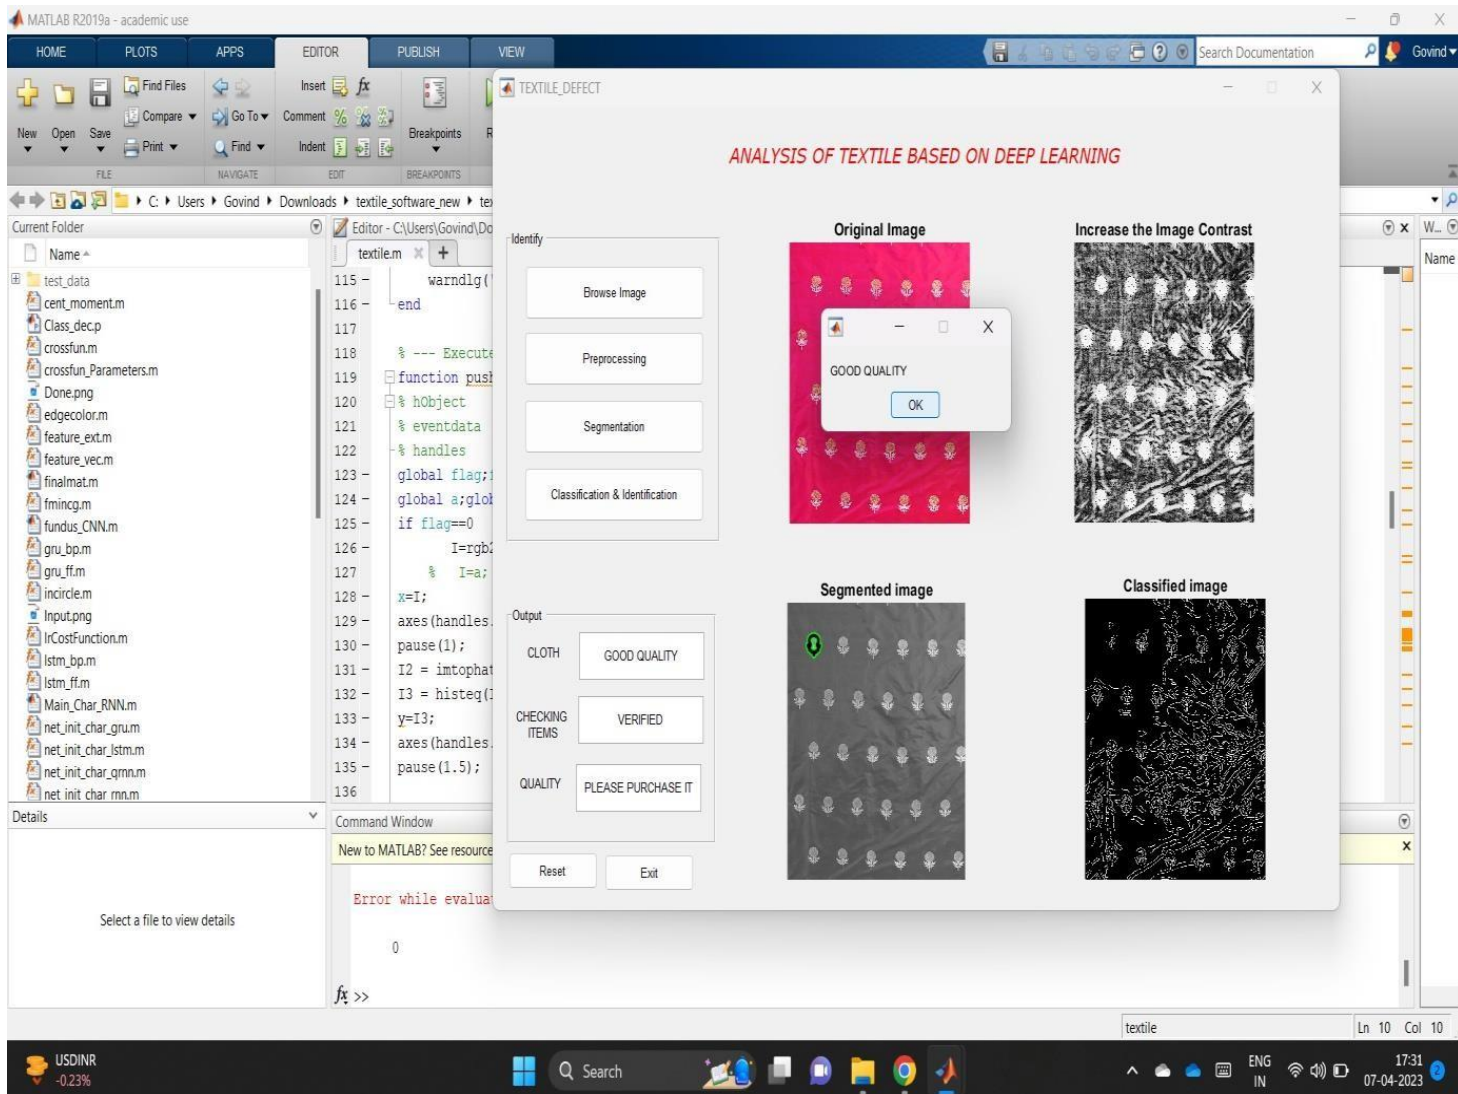 MATLAB R2019a - academic use
HOME PLOTS APPS EDITOR PUBLISH VIEW
Search Documentation
Govind
New
Open
Save
Find Files
Compare
Print
Go To
Find
Insert
fx
Comment
Indent
Breakpoints
R
FILE
NAVIGATE
EDIT
BREAKPOINTS
C: Users Govind Downloads textile_software_new te
Current Folder
Name
test_data
cent_moment.m
Class_dec.p
crossfun.m
crossfun_Parameters.m
Done.png
edgecolor.m
feature_ext.m
feature_vec.m
finalmat.m
fmincg.m
fundus_CNN.m
gru_bp.m
gru_ff.m
incircle.m
Input.png
lrCostFunction.m
lstm_bp.m
lstm_ff.m
Main_Char_RNN.m
net_init_char_gru.m
net_init_char_lstm.m
net_init_char_qrnn.m
net init char rnn.m
Details
Select a file to view details
Editor - C:\Users\Govind\Do
textile.m
115 - warndlg('
116 - end
117
118 % --- Execute
119 function push
120 % hObject
121 % eventdata
122 % handles
123 - global flag;
124 - global a;glob
125 - if flag==0
126 - I=rgb2
127 % I=a;
128 - x=I;
129 - axes(handles.
130 - pause(1);
131 - I2 = imtophat
132 - I3 = histeq(I
133 - y=I3;
134 - axes(handles.
135 - pause(1.5);
136
Command Window
New to MATLAB? See resource
Error while evalua
0
fx >>
TEXTILE_DEFECT
ANALYSIS OF TEXTILE BASED ON DEEP LEARNING
Identify
Browse Image
Preprocessing
Segmentation
Classification & Identification
Output
CLOTH
GOOD QUALITY
CHECKING
ITEMS
VERIFIED
QUALITY
PLEASE PURCHASE IT
Reset
Exit
Original Image
Increase the Image Contrast
GOOD QUALITY
OK
Segmented image
Classified image
W...
Name
textile
Ln 10 Col 10
USDINR
-0.23%
Search
ENG
IN
17:31
07-04-2023
2